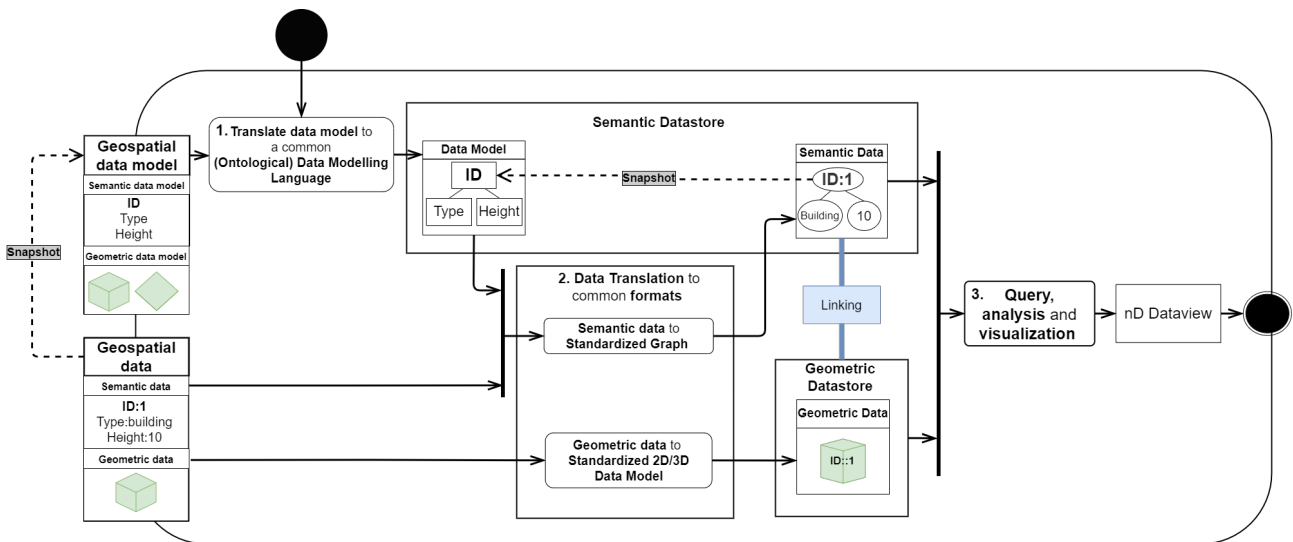 Geospatial
data model
Semantic data model
ID
Type
Height
Geometric data model
Snapshot
Geospatial
data
Semantic data
ID:1
Type:building
Height:10
Geometric data
1. Translate data model to
a common
(Ontological) Data Modelling
Language
Semantic Datastore
Data Model
ID
Type
Height
Snapshot
Semantic Data
ID:1
Building
10
2. Data Translation to
common formats
Semantic data to
Standardized Graph
Geometric data to
Standardized 2D/3D
Data Model
Linking
Geometric
Datastore
Geometric Data
ID::1
3. Query,
analysis and
visualization
nD Dataview